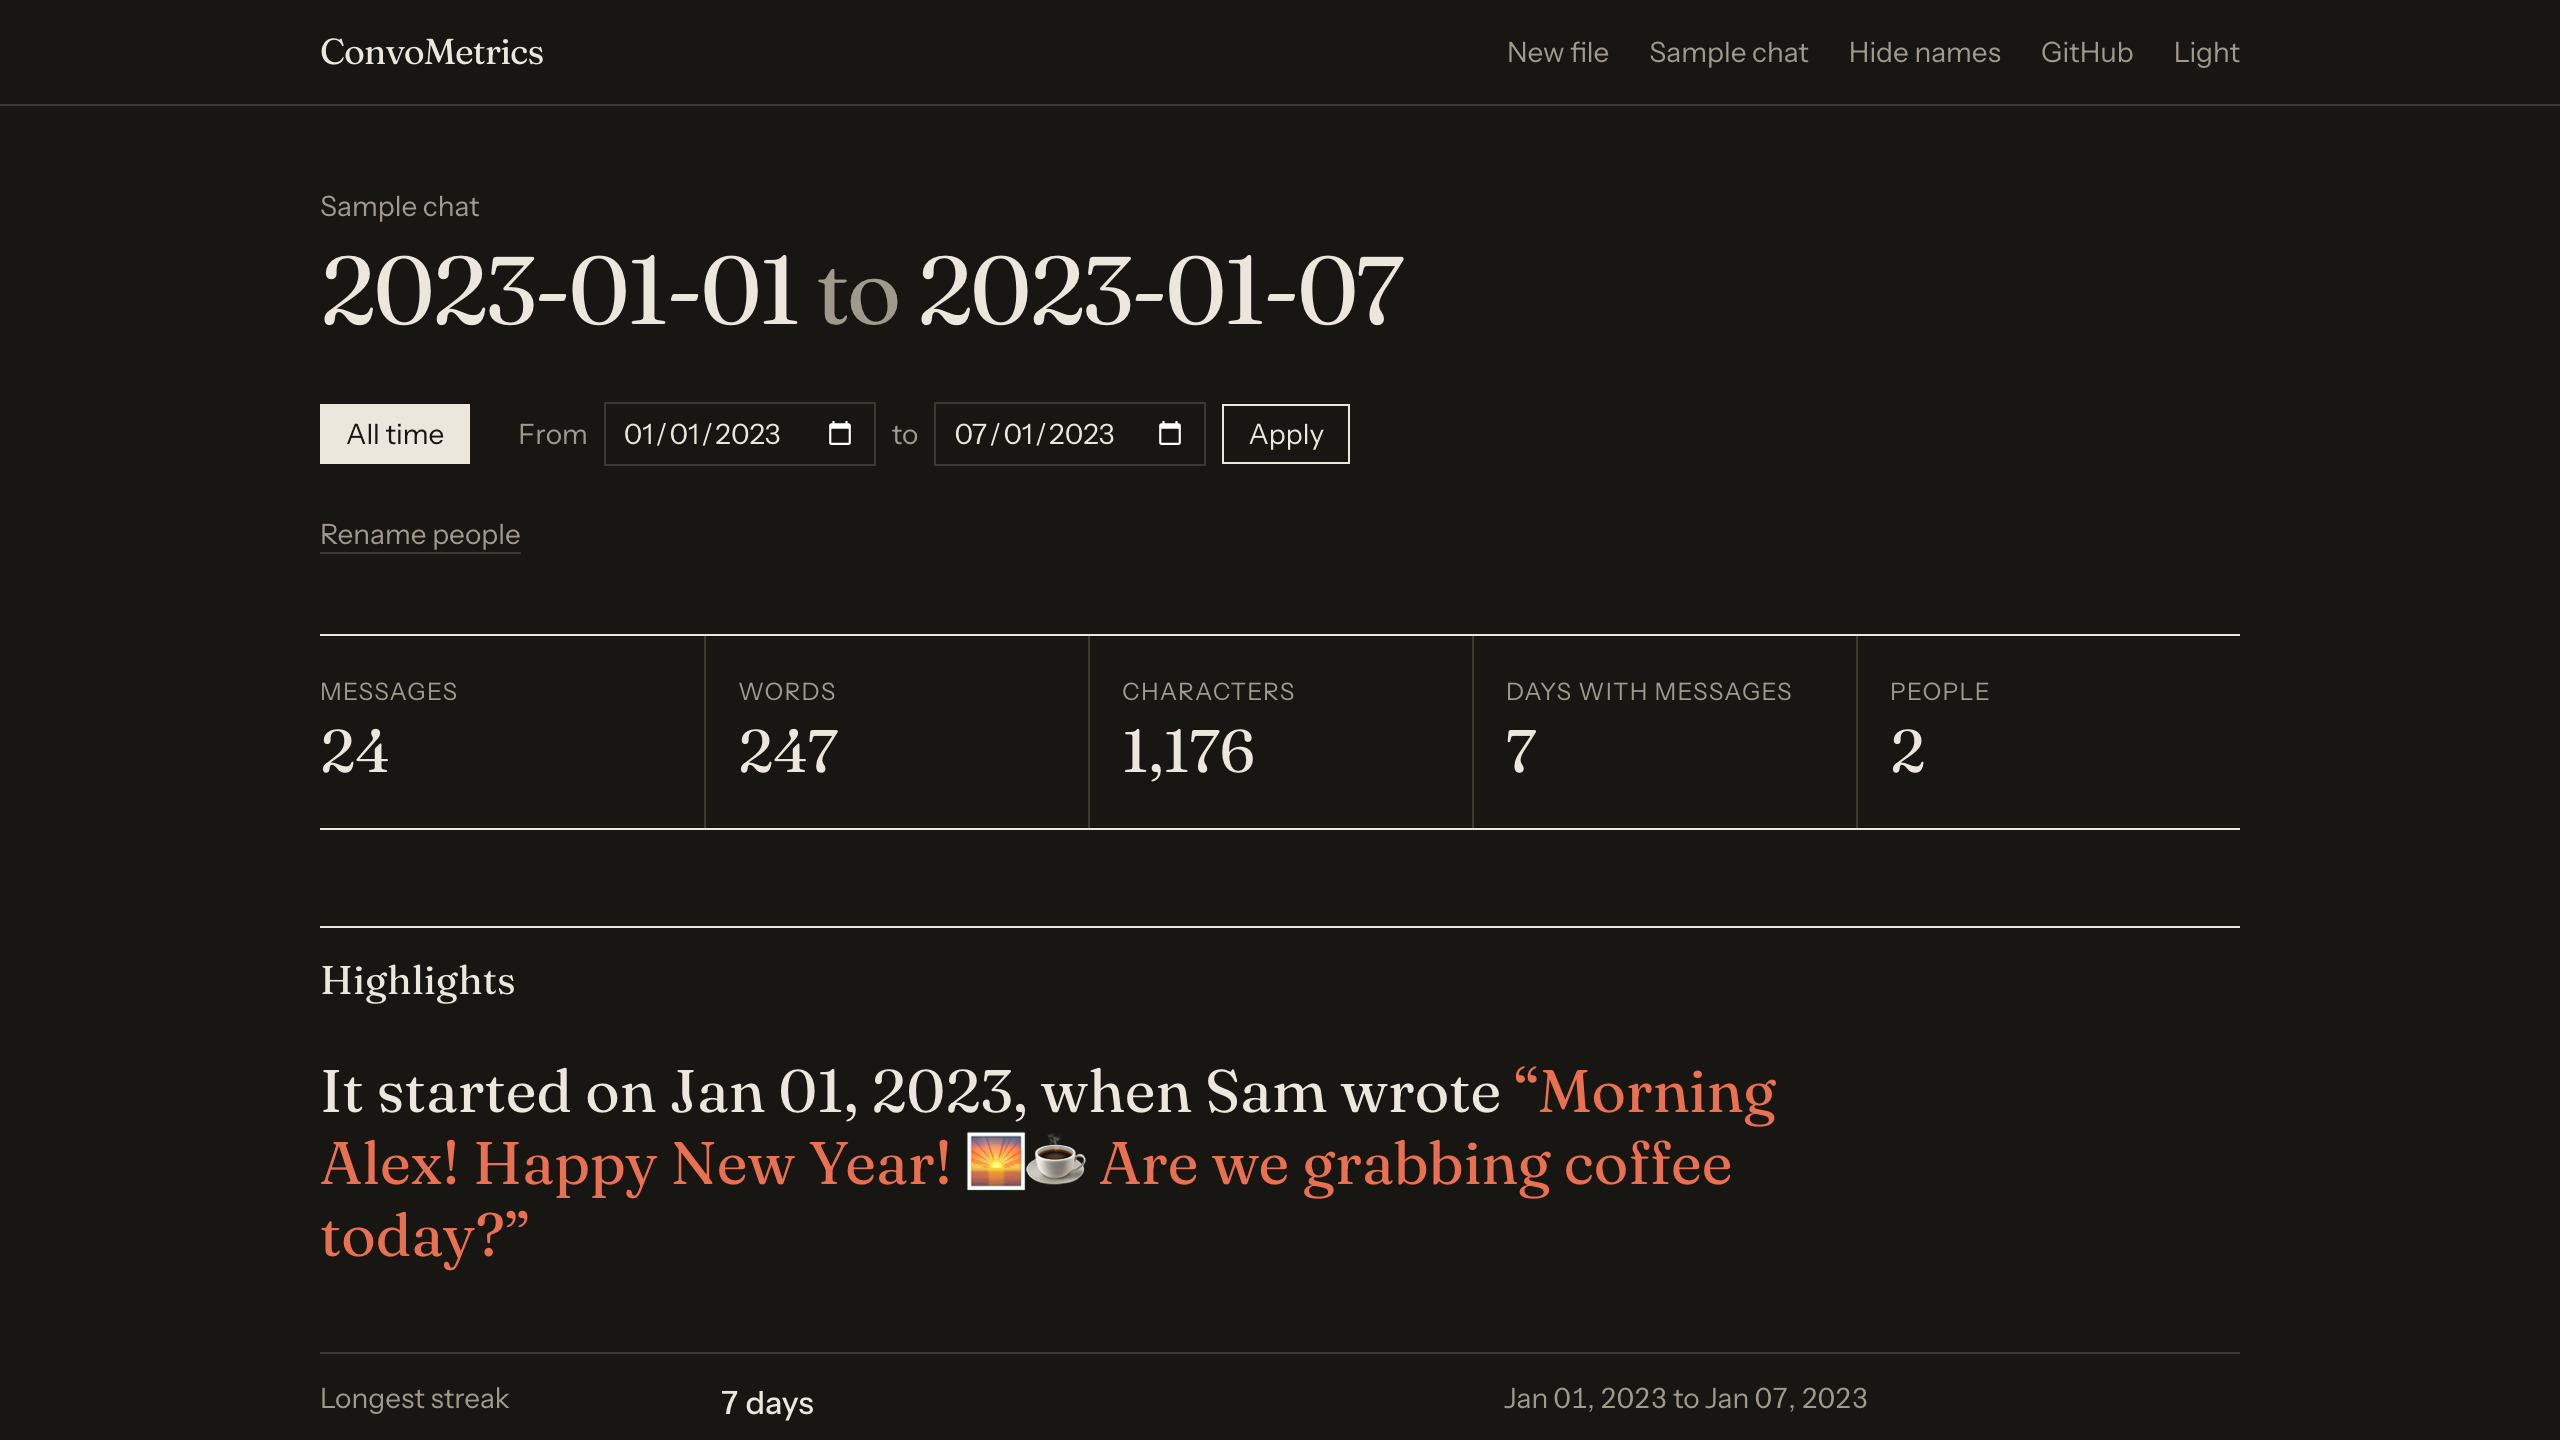 ConvoMetrics
New file Sample chat Hide names GitHub Light
Sample chat
2023-01-01 to 2023-01-07
All time From 01/01/2023 to 07/01/2023 Apply
Rename people
MESSAGES WORDS CHARACTERS DAYS WITH MESSAGES PEOPLE
24 247 1,176 7 2
Highlights
It started on Jan 01, 2023, when Sam wrote “Morning
Alex! Happy New Year! 🌅☕ Are we grabbing coffee
today?”
Longest streak 7 days Jan 01, 2023 to Jan 07, 2023